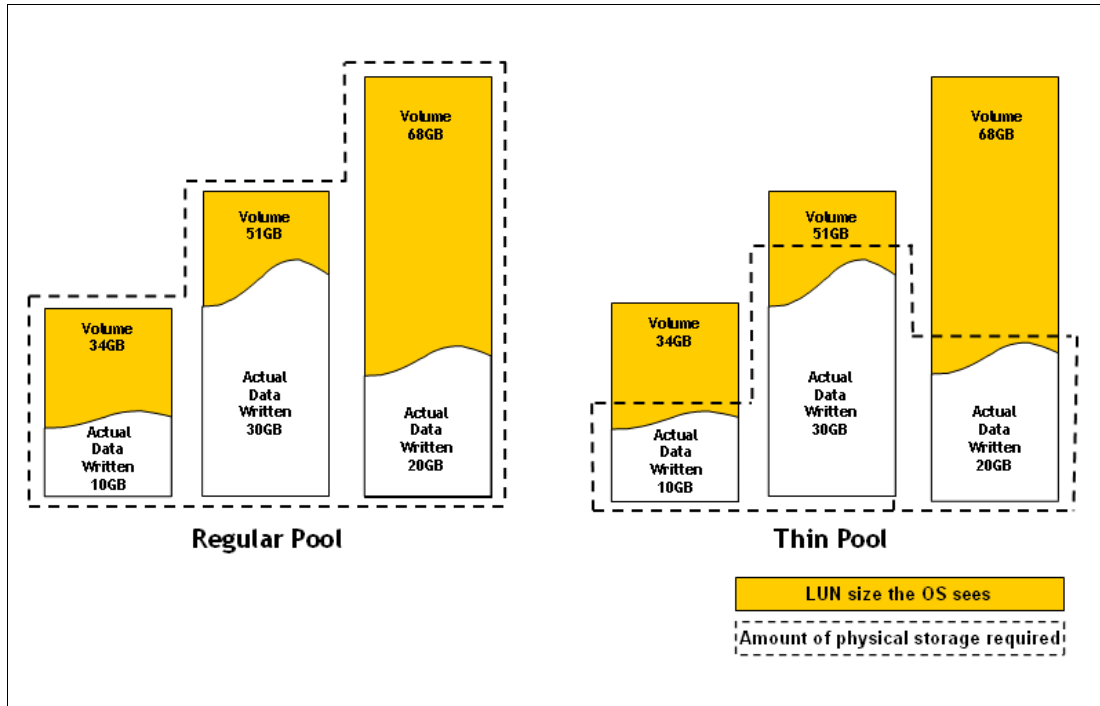 Volume
34GB
Actual
Data
Written
10GB
Volume
51GB
Actual
Data
Written
30GB
Volume
68GB
Actual
Data
Written
20GB
Regular Pool
Volume
34GB
Actual
Data
Written
10GB
Volume
51GB
Actual
Data
Written
30GB
Volume
68GB
Actual
Data
Written
20GB
Thin Pool
LUN size the OS sees
Amount of physical storage required